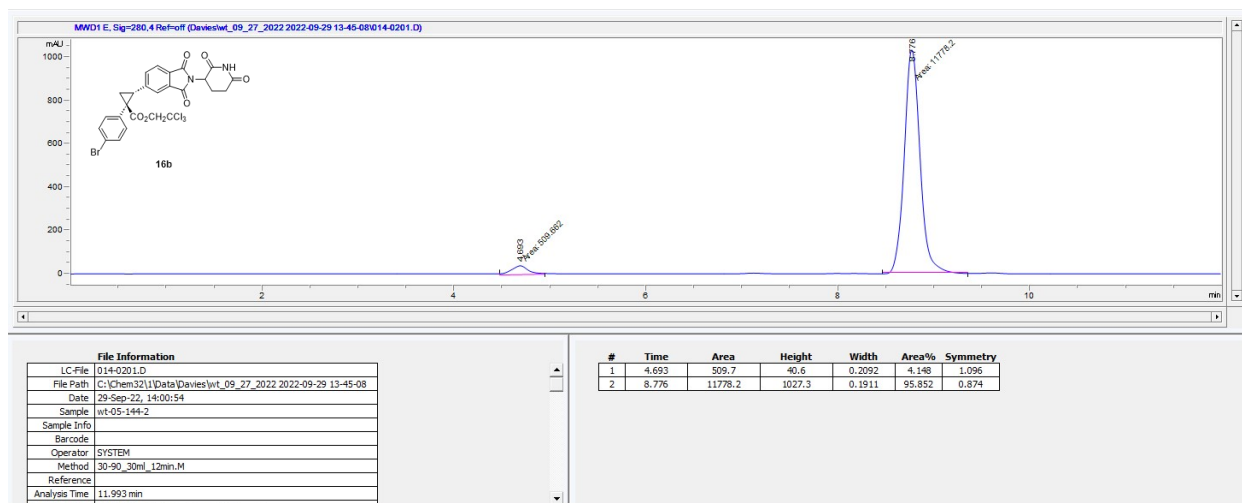 MWD1 E, Sig=280,4 Ref=off (Davies\wt_09_27_2022 2022-09-29 13-45-08\014-0201.D)
mAU
1000
800
600
400
200
0
2
4
6
8
10
min
4.693
Area: 509.662
8.776
Area: 11778.2
O
O
O
NH
N
O
O
CO2CH2CCl3
Br
16b
File Information
LC-File 014-0201.D
File Path C:\Chem32\1\Data\Davies\wt_09_27_2022 2022-09-29 13-45-08
Date 29-Sep-22, 14:00:54
Sample wt-05-144-2
Sample Info
Barcode
Operator SYSTEM
Method 30-90_30ml_12min.M
Reference
Analysis Time 11.993 min
# Time Area Height Width Area% Symmetry
1 4.693 509.7 40.6 0.2092 4.148 1.096
2 8.776 11778.2 1027.3 0.1911 95.852 0.874